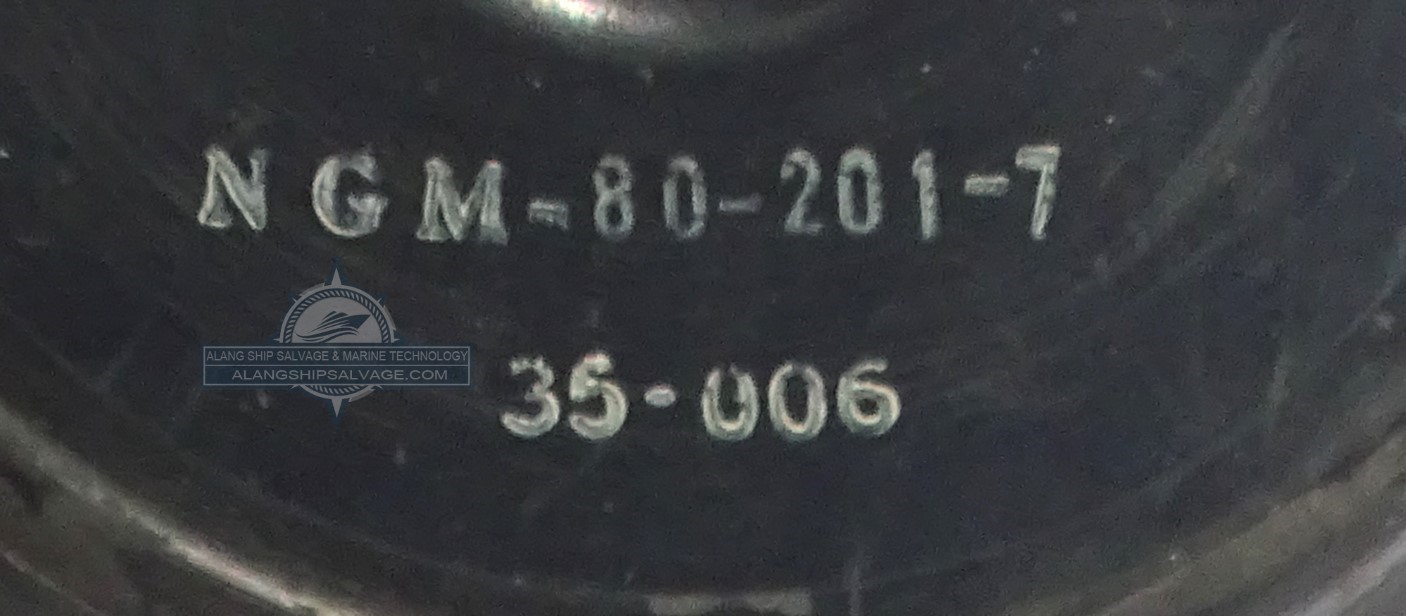 NGM-80-201-7
ALANG SHIP SALVAGE & MARINE TECHNOLOGY
ALANGSHIPSALVAGE.COM
35-006